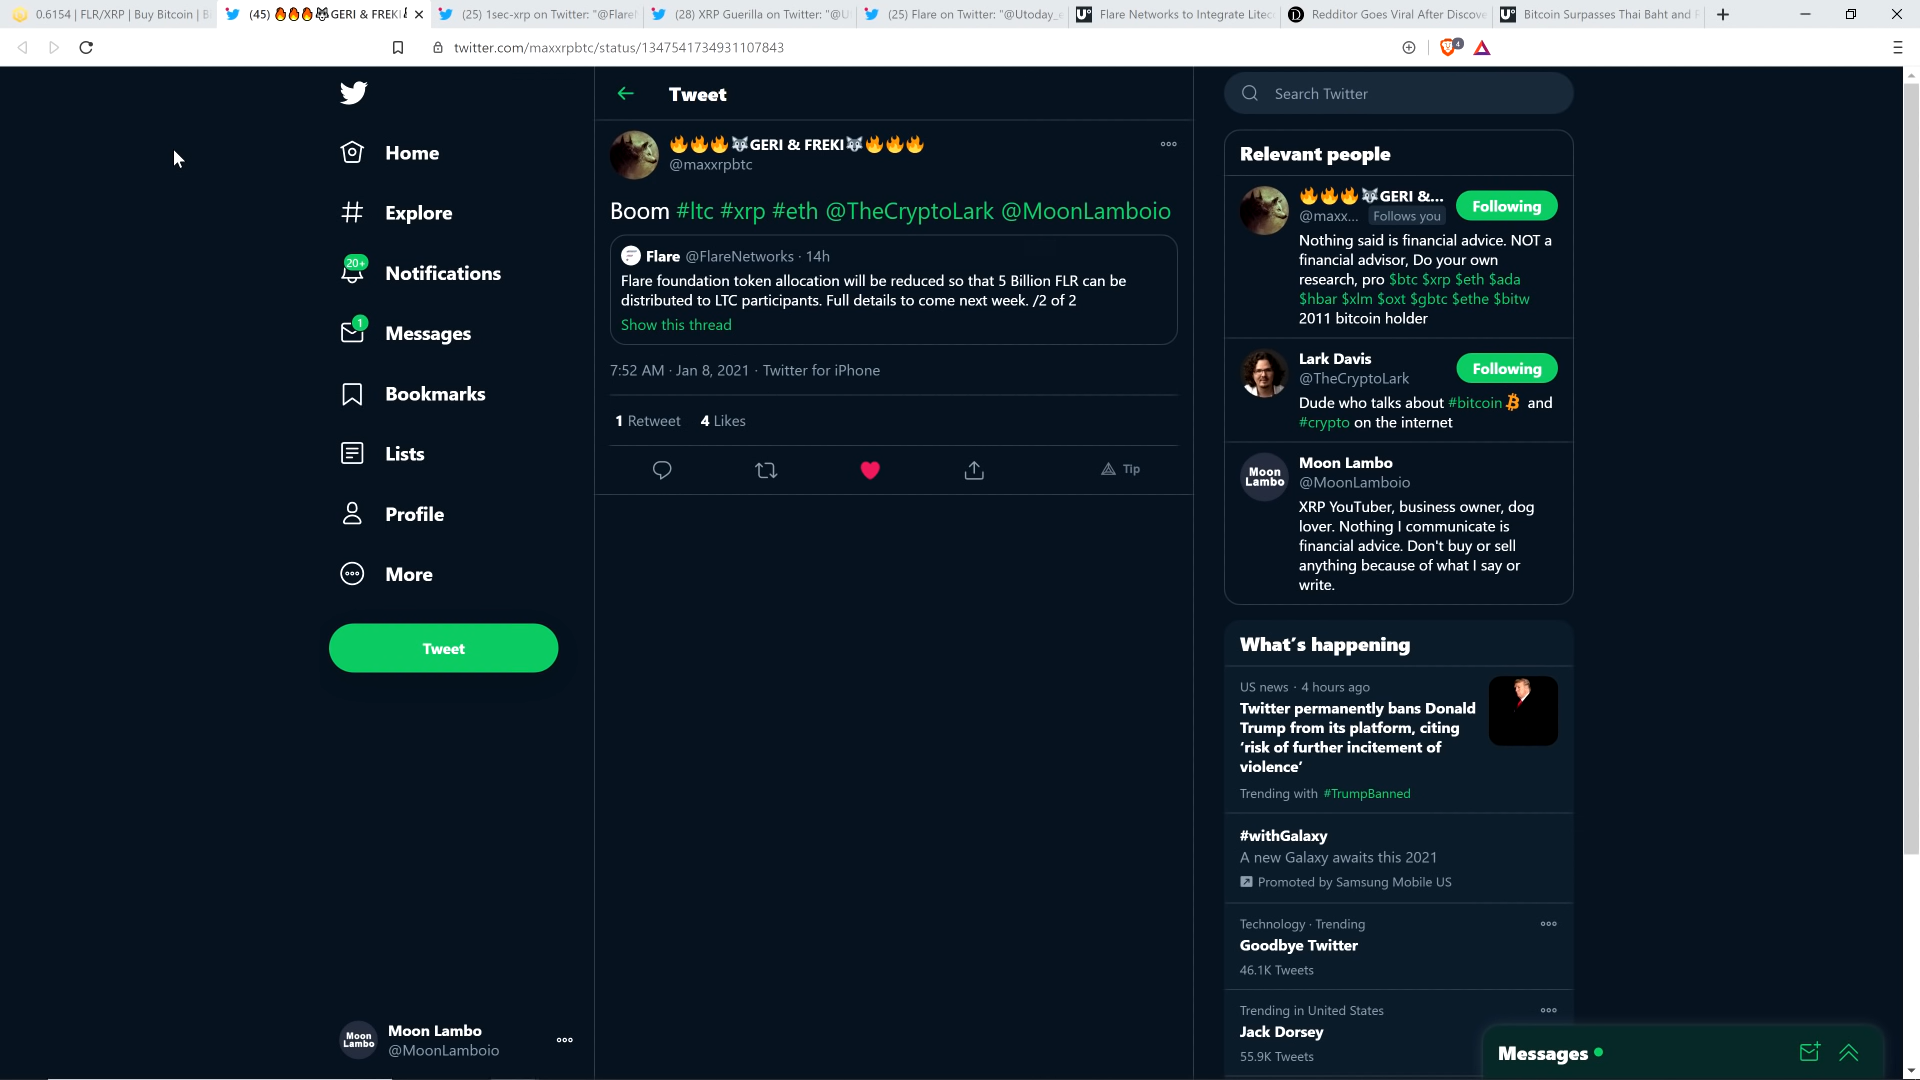 0.6154 | FLR/XRP | Buy Bitcoin |
(45) 🔥🔥🔥🐺GERI & FREKI
(25) 1sec-xrp on Twitter: "@Flare
(28) XRP Guerilla on Twitter: "@U
(25) Flare on Twitter: "@Utoday_
Flare Networks to Integrate Litec
Redditor Goes Viral After Discove
Bitcoin Surpasses Thai Baht and
twitter.com/maxxrpbtc/status/1347541734931107843
4
Home
Explore
20+
Notifications
1
Messages
Bookmarks
Lists
Profile
More
Tweet
Moon Lambo
Moon Lambo
@MoonLamboio
Tweet
🔥🔥🔥🐺GERI & FREKI🐺🔥🔥🔥
@maxxrpbtc
Boom #ltc #xrp #eth @TheCryptoLark @MoonLamboio
Flare @FlareNetworks · 14h
Flare foundation token allocation will be reduced so that 5 Billion FLR can be
distributed to LTC participants. Full details to come next week. /2 of 2
Show this thread
7:52 AM · Jan 8, 2021 · Twitter for iPhone
1 Retweet 4 Likes
Tip
Search Twitter
Relevant people
🔥🔥🔥🐺GERI &...
@maxx... Follows you
Following
Nothing said is financial advice. NOT a
financial advisor, Do your own
research, pro $btc $xrp $eth $ada
$hbar $xlm $oxt $gbtc $ethe $bitw
2011 bitcoin holder
Lark Davis
@TheCryptoLark
Following
Dude who talks about #bitcoin and
#crypto on the internet
Moon
Lambo
Moon Lambo
@MoonLamboio
XRP YouTuber, business owner, dog
lover. Nothing I communicate is
financial advice. Don't buy or sell
anything because of what I say or
write.
What's happening
US news · 4 hours ago
Twitter permanently bans Donald
Trump from its platform, citing
'risk of further incitement of
violence'
Trending with #TrumpBanned
#withGalaxy
A new Galaxy awaits this 2021
Promoted by Samsung Mobile US
Technology · Trending
Goodbye Twitter
46.1K Tweets
Trending in United States
Jack Dorsey
55.9K Tweets
Messages